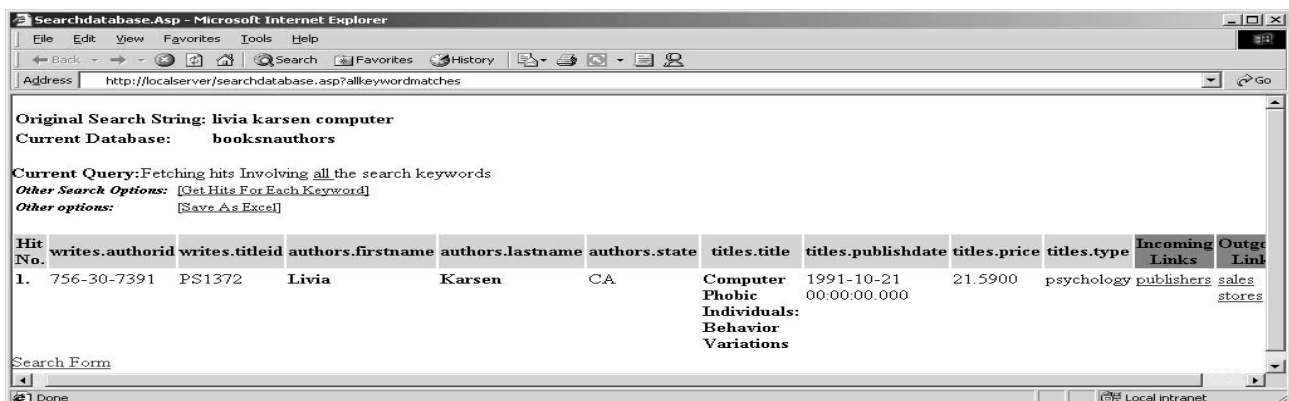 Searchdatabase.Asp - Microsoft Internet Explorer
File Edit View Favorites Tools Help
Back Search Favorites History
Address http://localserver/searchdatabase.asp?allkeywordmatches Go
Original Search String: livia karsen computer
Current Database: booksnauthors
Current Query:Fetching hits Involving all the search keywords
Other Search Options: [Get Hits For Each Keyword]
Other options: [Save As Excel]
Hit No. writes.authorid writes.titleid authors.firstname authors.lastname authors.state titles.title titles.publishdate titles.price titles.type Incoming Links Outgo Link
1. 756-30-7391 PS1372 Livia Karsen CA Computer 1991-10-21 21.5900 psychology publishers sales
Phobic 00:00:00.000 stores
Individuals:
Behavior
Variations
Search Form
Done Local intranet